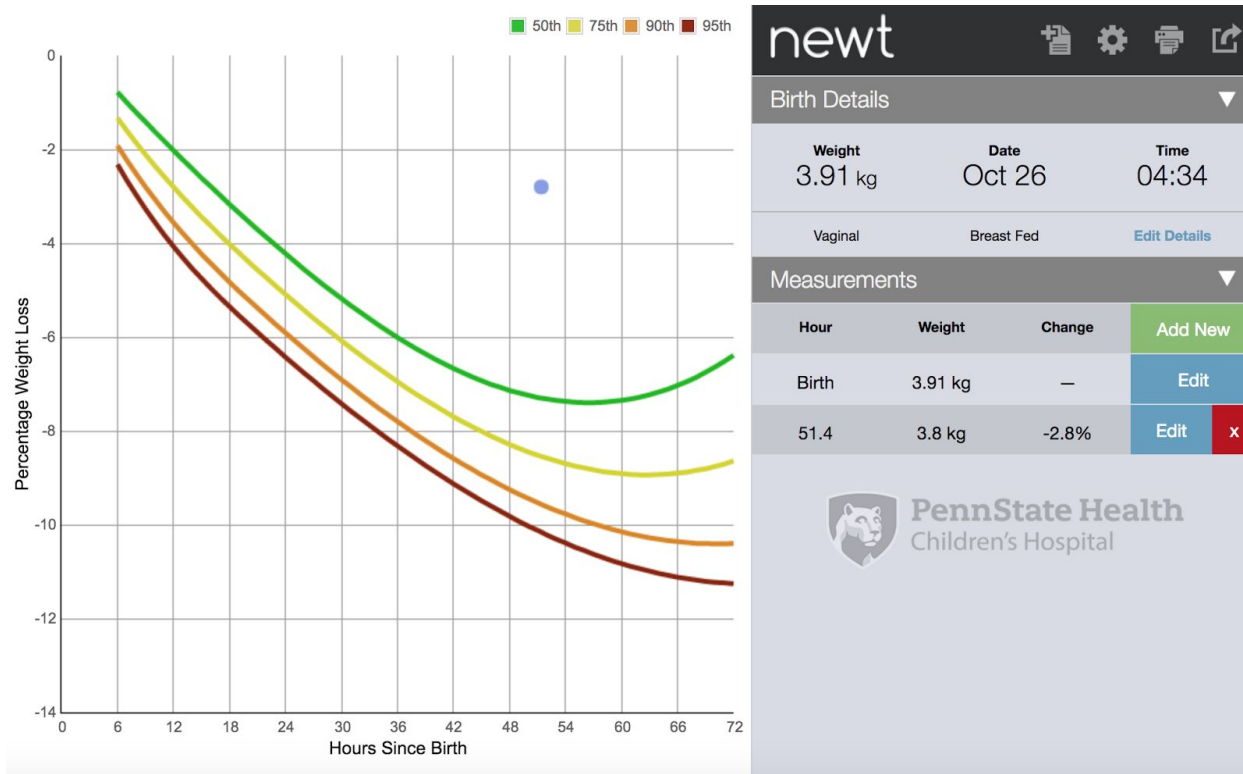 50th 75th 90th 95th
0
-2
-4
-6
-8
-10
-12
-14
Percentage Weight Loss
0 6 12 18 24 30 36 42 48 54 60 66 72
Hours Since Birth
newt
Birth Details
Weight Date Time
3.91 kg Oct 26 04:34
Vaginal Breast Fed Edit Details
Measurements
Hour Weight Change Add New
Birth 3.91 kg — Edit
51.4 3.8 kg -2.8% Edit x
PennState Health
Children's Hospital